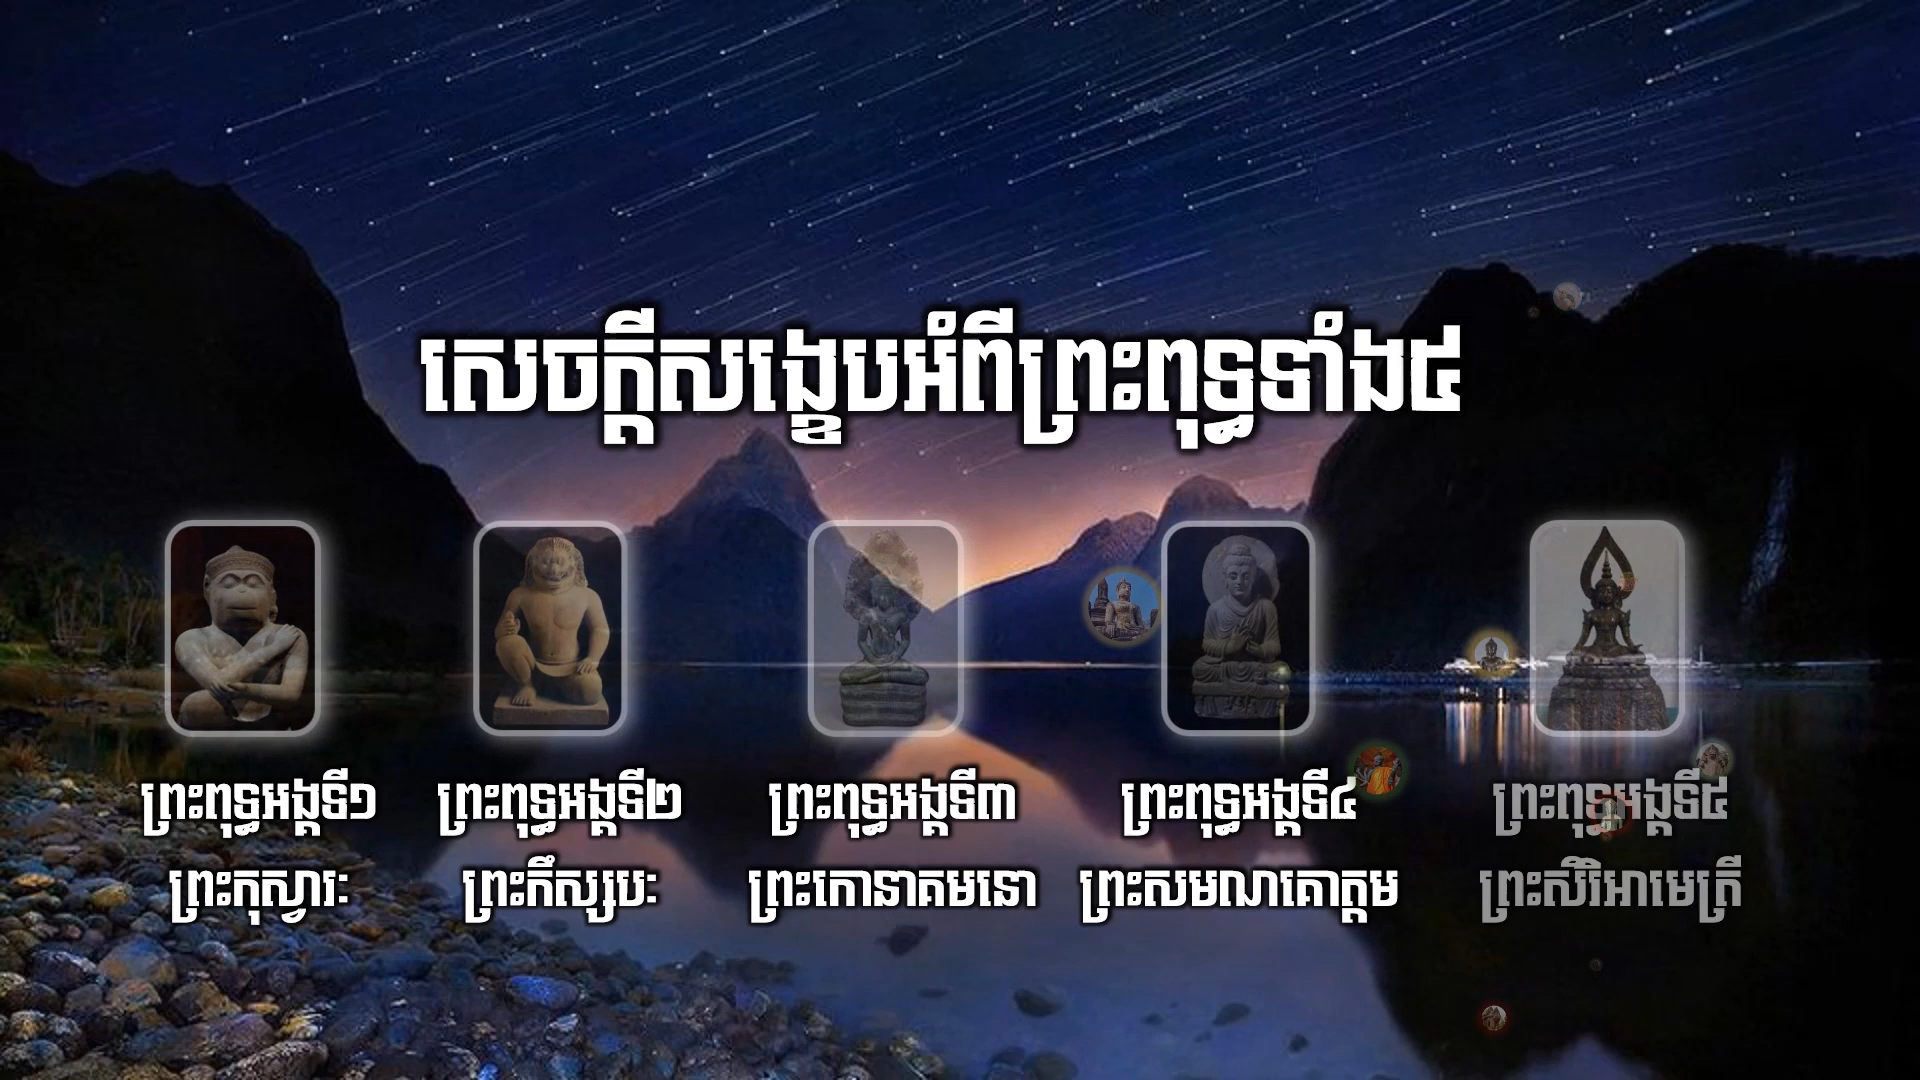 សេចក្តីសង្ខេបអំពីព្រះពុទ្ធទាំង៥
ព្រះពុទ្ធអង្គទី១
ព្រះកុស្វារៈ
ព្រះពុទ្ធអង្គទី២
ព្រះកឹស្សបៈ
ព្រះពុទ្ធអង្គទី៣
ព្រះកោនាគមនោ
ព្រះពុទ្ធអង្គទី៤
ព្រះសមណគោត្តម
ព្រះពុទ្ធអង្គទី៥
ព្រះសិរិអាមេត្រី